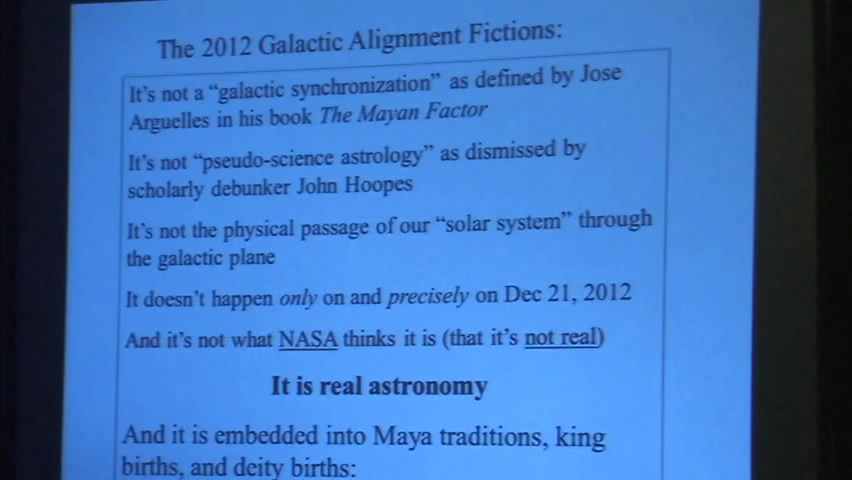 The 2012 Galactic Alignment Fictions:
It's not a “galactic synchronization” as defined by Jose
Arguelles in his book The Mayan Factor
It's not “pseudo-science astrology” as dismissed by
scholarly debunker John Hoopes
It's not the physical passage of our “solar system” through
the galactic plane
It doesn't happen only on and precisely on Dec 21, 2012
And it's not what NASA thinks it is (that it's not real)
It is real astronomy
And it is embedded into Maya traditions, king
births, and deity births: